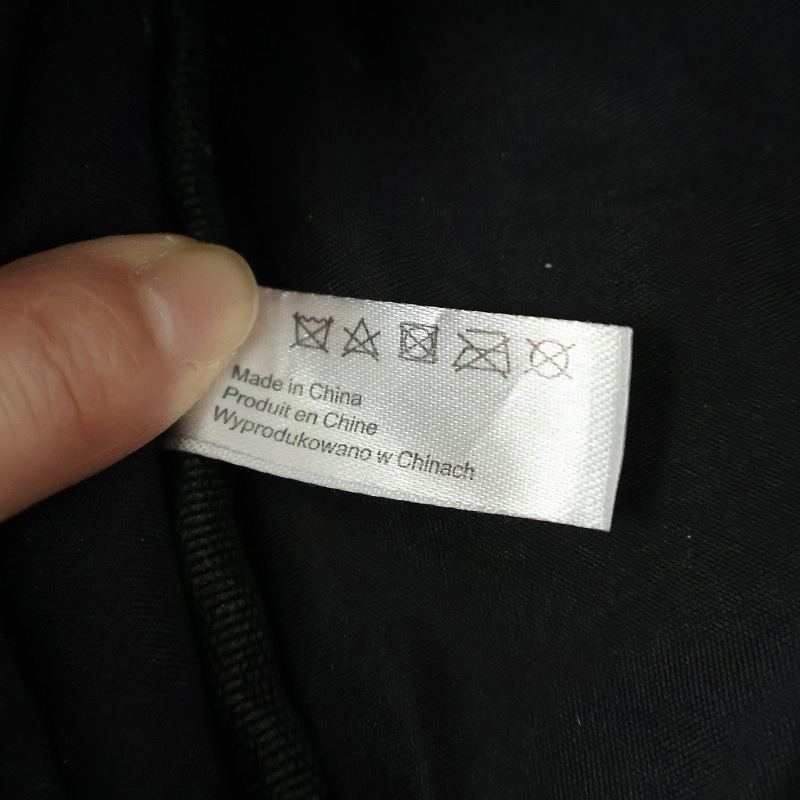 Made in China
Produit en Chine
Wyprodukowano w Chinach